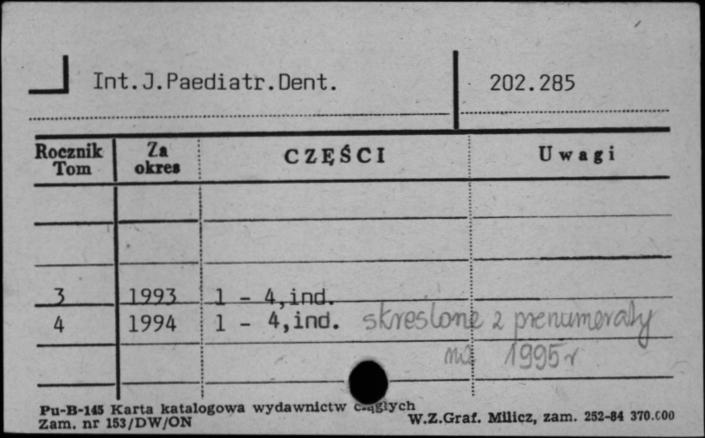 Int.J.Paediatr.Dent. 202.285
Rocznik Tom Za okres CZĘŚCI Uwagi
3 1993 1 - 4,ind.
4 1994 1 - 4,ind. skreślone z prenumeraty
na 1995 r
Pu-B-145 Karta katalogowa wydawnictw ciągłych
Zam. nr 153/DW/ON W.Z.Graf. Milicz, zam. 252-84 370.000